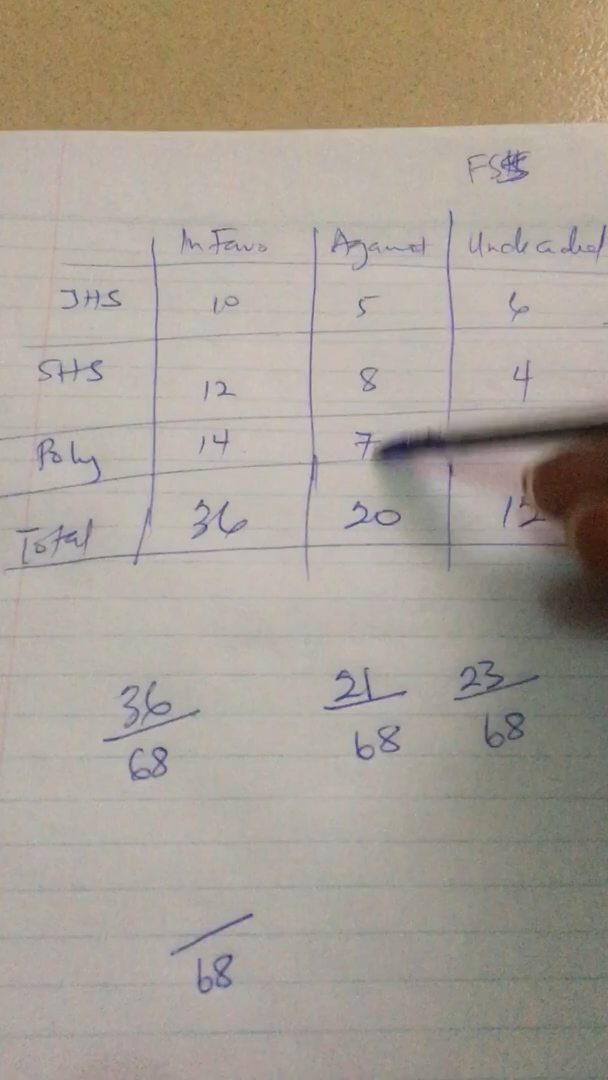 In Favo Against Undecided
JHS 10 5 6
SHS 12 8 4
Poly 14 7
Total 36 20 12
36 21 23
68 68 68
68